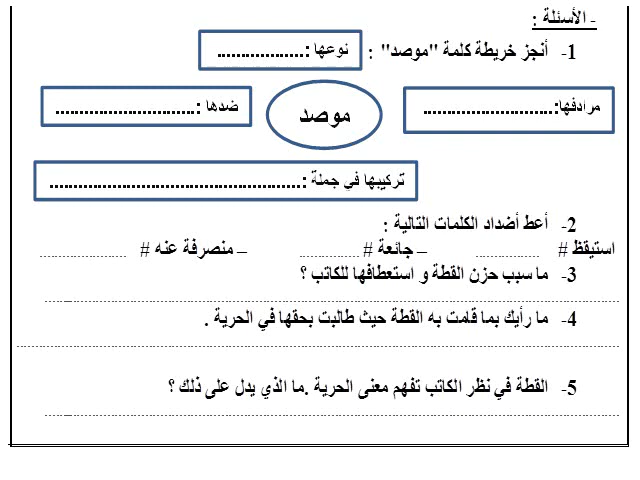 - الأسئلة :
1- أنجز خريطة كلمة "موصد" :
نوعها :...................
مرادفها:............................
موصد
ضدها :..............................
تركيبها في جملة :......................................................
2- أعط أضداد الكلمات التالية :
استيقظ # .................. – جائعة # ................. – منصرفة عنه # .........................
3- ما سبب حزن القطة و استعطافها للكاتب ؟
4- ما رأيك بما قامت به القطة حيث طالبت بحقها في الحرية .
5- القطة في نظر الكاتب تفهم معنى الحرية .ما الذي يدل على ذلك ؟